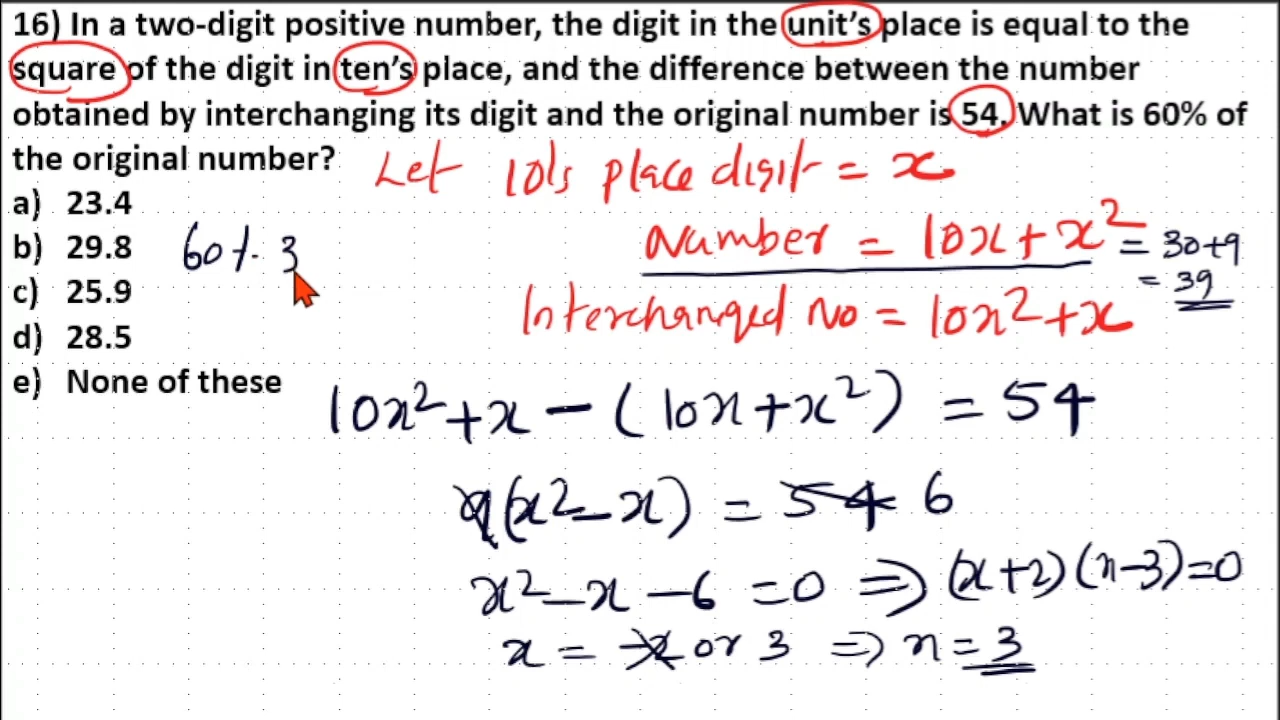 16) In a two-digit positive number, the digit in the unit's place is equal to the
square of the digit in ten's place, and the difference between the number
obtained by interchanging its digit and the original number is 54. What is 60% of
the original number?
Let 10's place digit = x
a) 23.4
Number = 10x + x² = 30+9
= 39
b) 29.8
60%. 3
c) 25.9
Interchanged No = 10x² + x
d) 28.5
e) None of these
10x² + x − (10x + x²) = 54
9(x² − x) = 54 6
x² − x − 6 = 0 ⇒ (x+2)(x−3)=0
x = −2 or 3 ⇒ x = 3